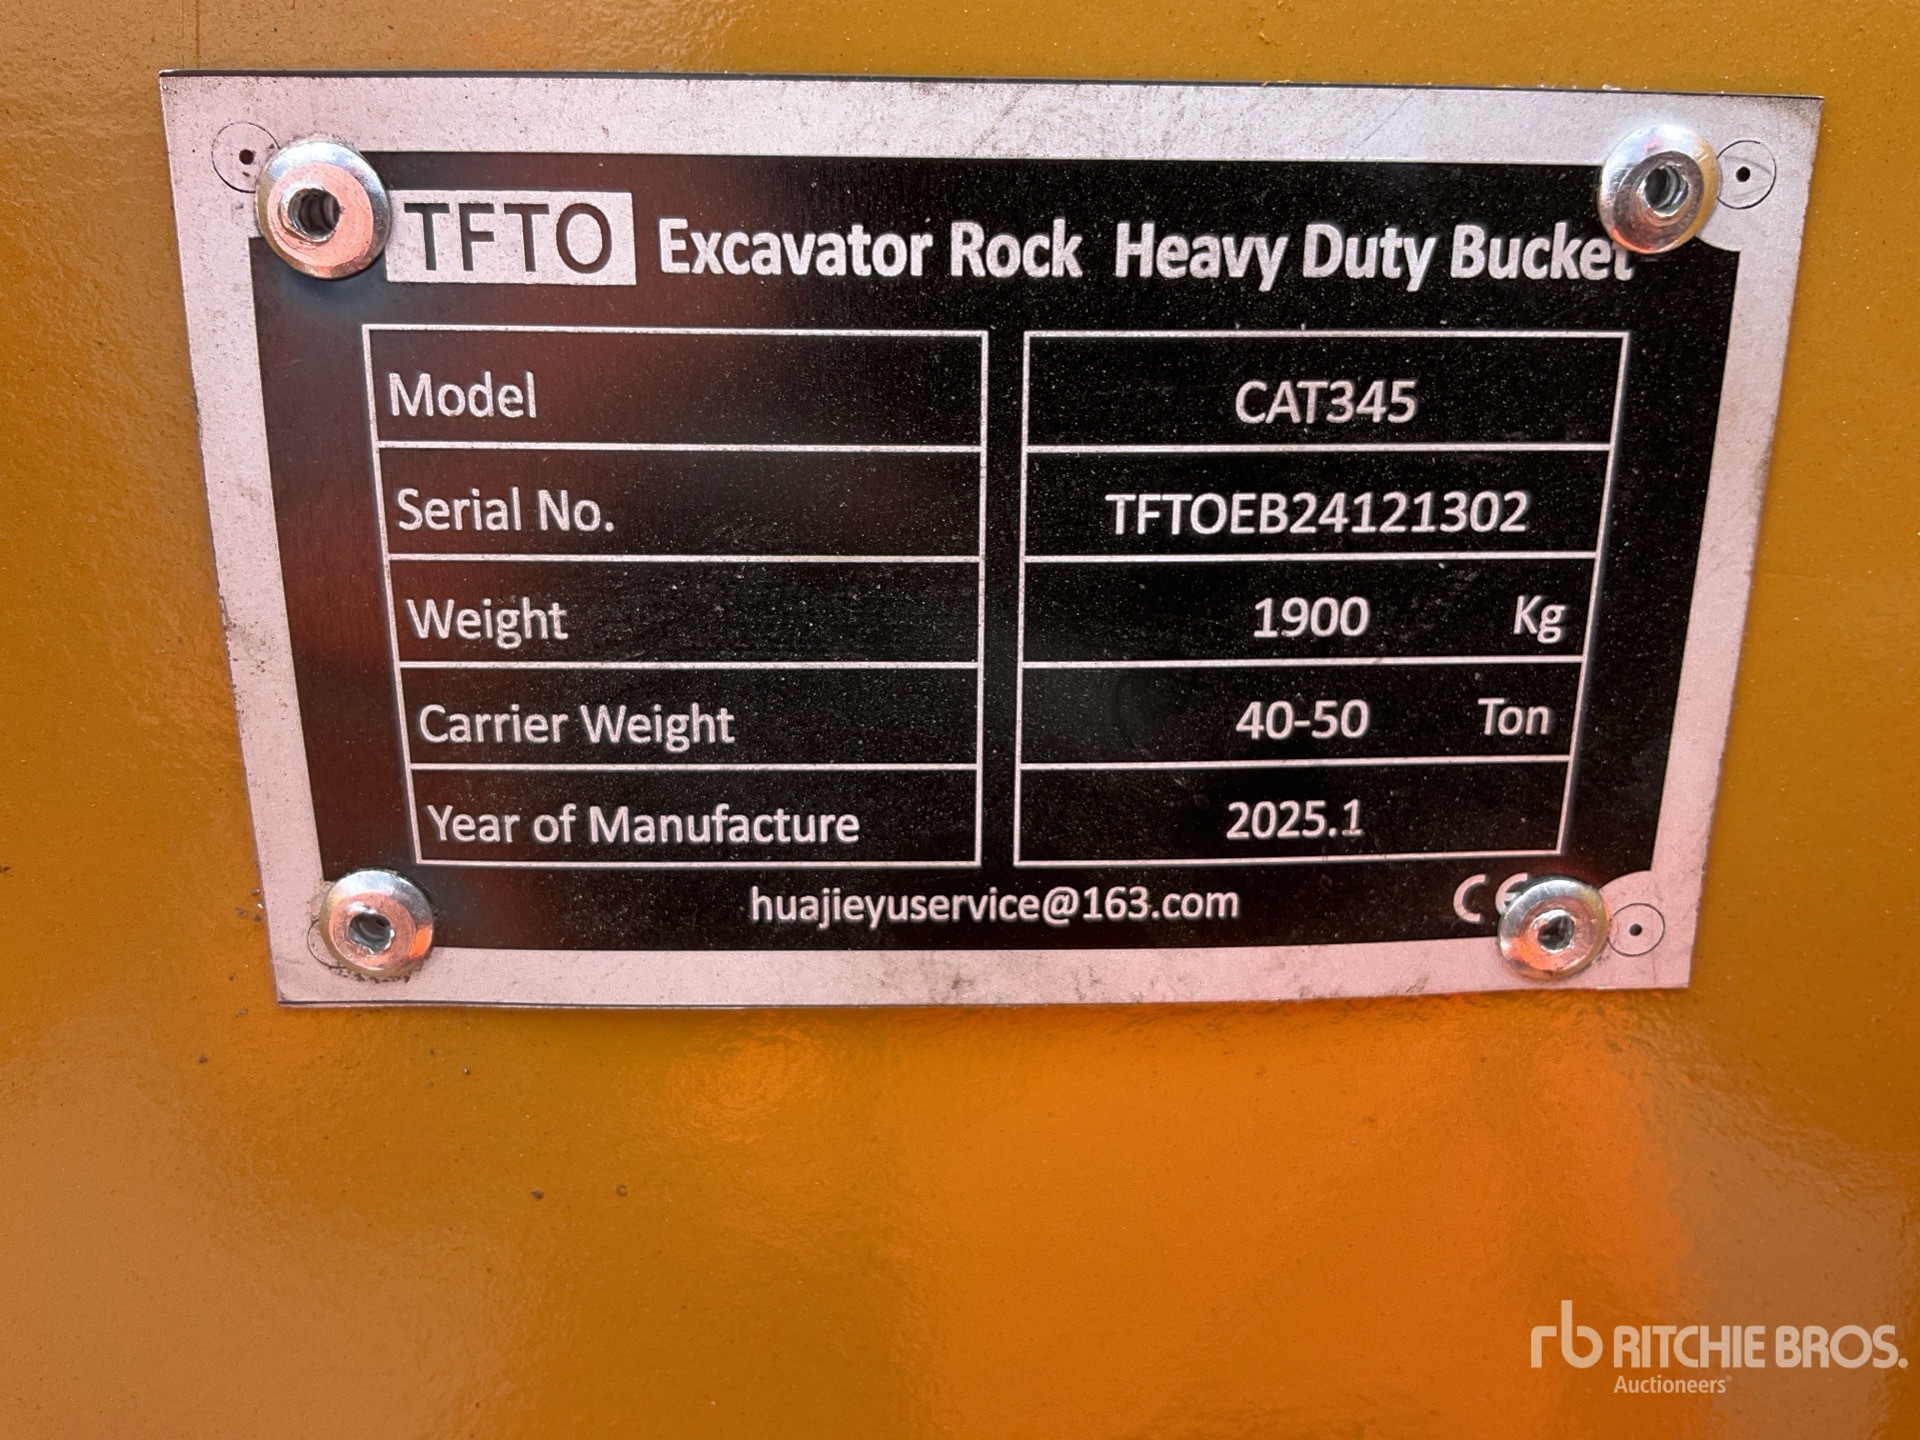 TFTO Excavator Rock Heavy Duty Bucket
Model CAT345
Serial No. TFTOEB24121302
Weight 1900 Kg
Carrier Weight 40-50 Ton
Year of Manufacture 2025.1
huajieyuservice@163.com CE
rb RITCHIE BROS.
Auctioneers